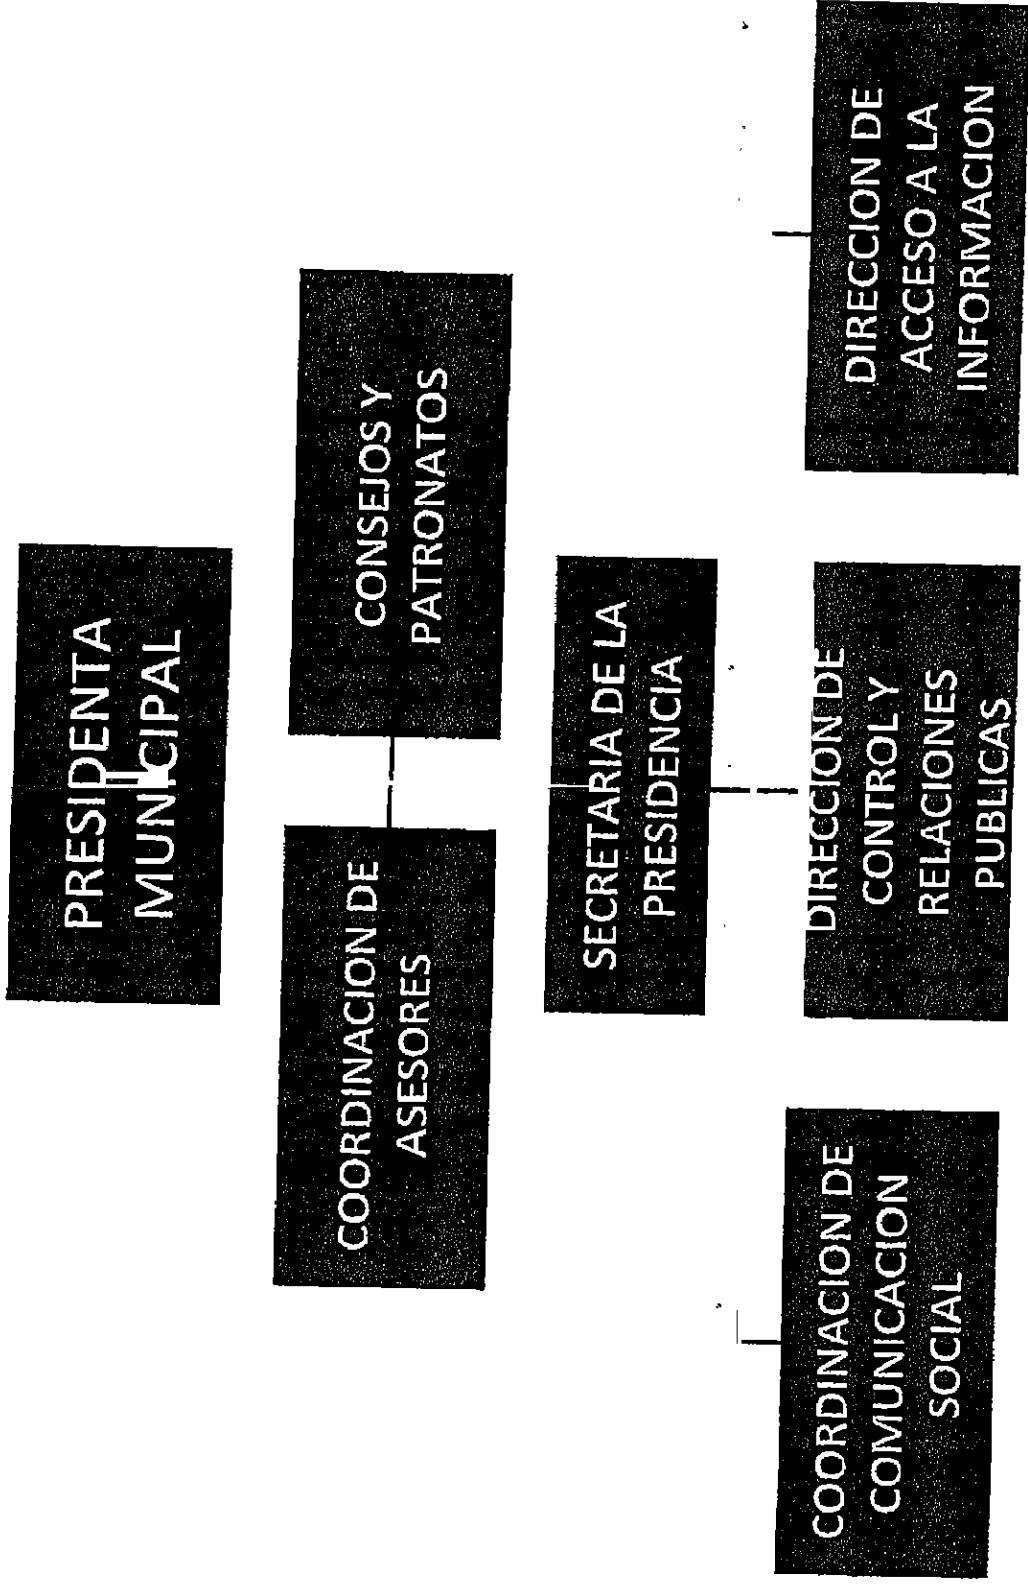 PRESIDENTA
MUNICIPAL
COORDINACION DE
ASESORES
CONSEJOS Y
PATRONATOS
SECRETARIA DE LA
PRESIDENCIA
COORDINACION DE
COMUNICACION
SOCIAL
DIRECCION DE
CONTROL Y
RELACIONES
PUBLICAS
DIRECCION DE
ACCESO A LA
INFORMACION